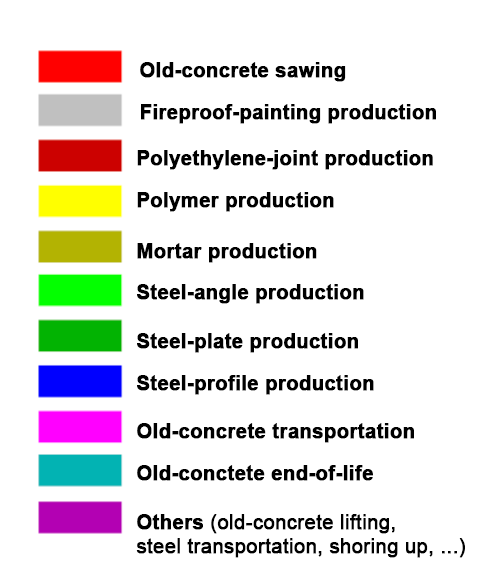 Old-concrete sawing
Fireproof-painting production
Polyethylene-joint production
Polymer production
Mortar production
Steel-angle production
Steel-plate production
Steel-profile production
Old-concrete transportation
Old-conctete end-of-life
Others (old-concrete lifting,
steel transportation, shoring up, ...)